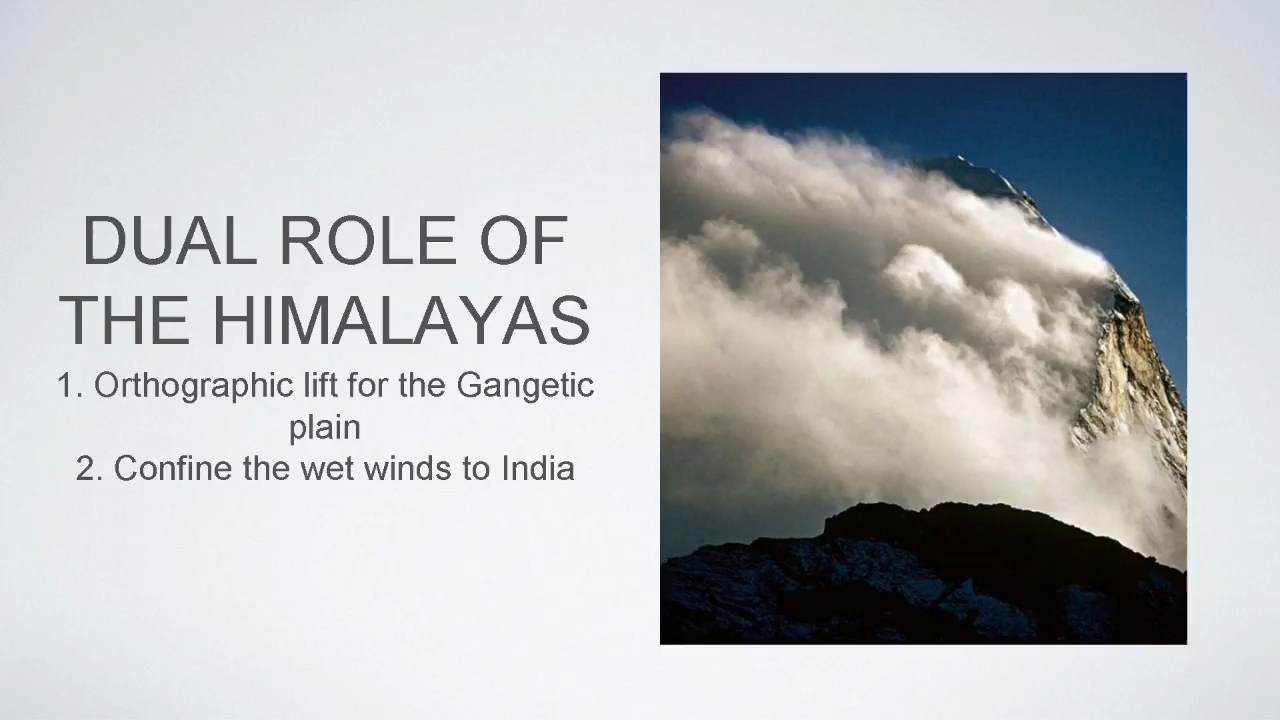 DUAL ROLE OF
THE HIMALAYAS
1. Orthographic lift for the Gangetic
plain
2. Confine the wet winds to India